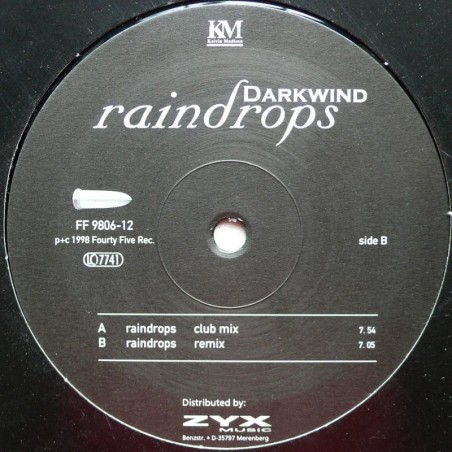 KM
Kelvin Madison
DARKWIND
raindrops
FF 9806-12
p+c 1998 Fourty Five Rec.
LC 7741
side B
A raindrops club mix 7. 54
B raindrops remix 7. 05
Distributed by:
ZYX
MUSIC
Benzstr. • D-35797 Merenberg